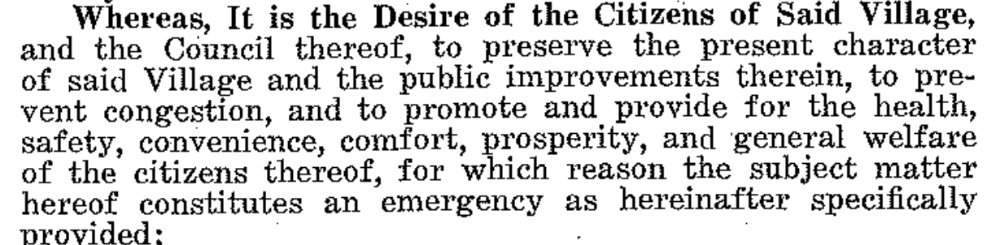 Whereas, It is the Desire of the Citizens of Said Village,
and the Council thereof, to preserve the present character
of said Village and the public improvements therein, to pre-
vent congestion, and to promote and provide for the health,
safety, convenience, comfort, prosperity, and general welfare
of the citizens thereof, for which reason the subject matter
hereof constitutes an emergency as hereinafter specifically
provided: